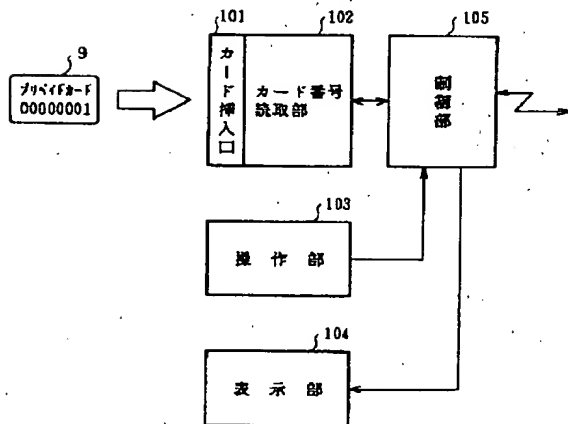 101
102
105
9
プリペイドカード
00000001
カード挿入口
カード番号
読取部
制御部
103
操作部
104
表示部